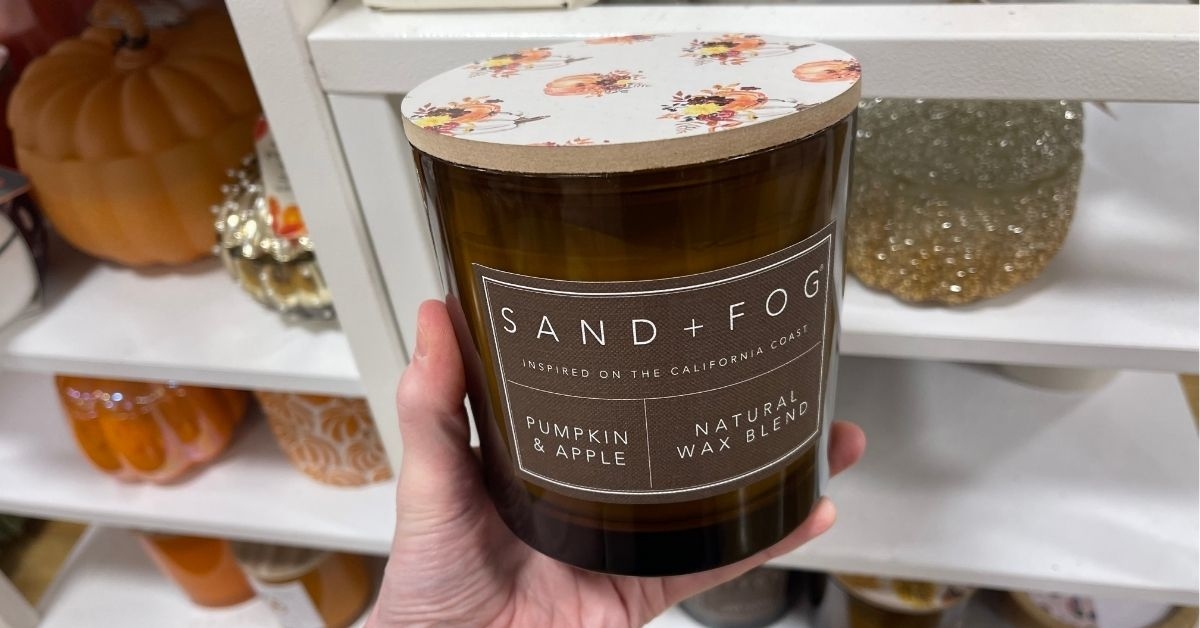 SAND + FOG®
INSPIRED ON THE CALIFORNIA COAST
PUMPKIN
& APPLE
NATURAL
WAX BLEND